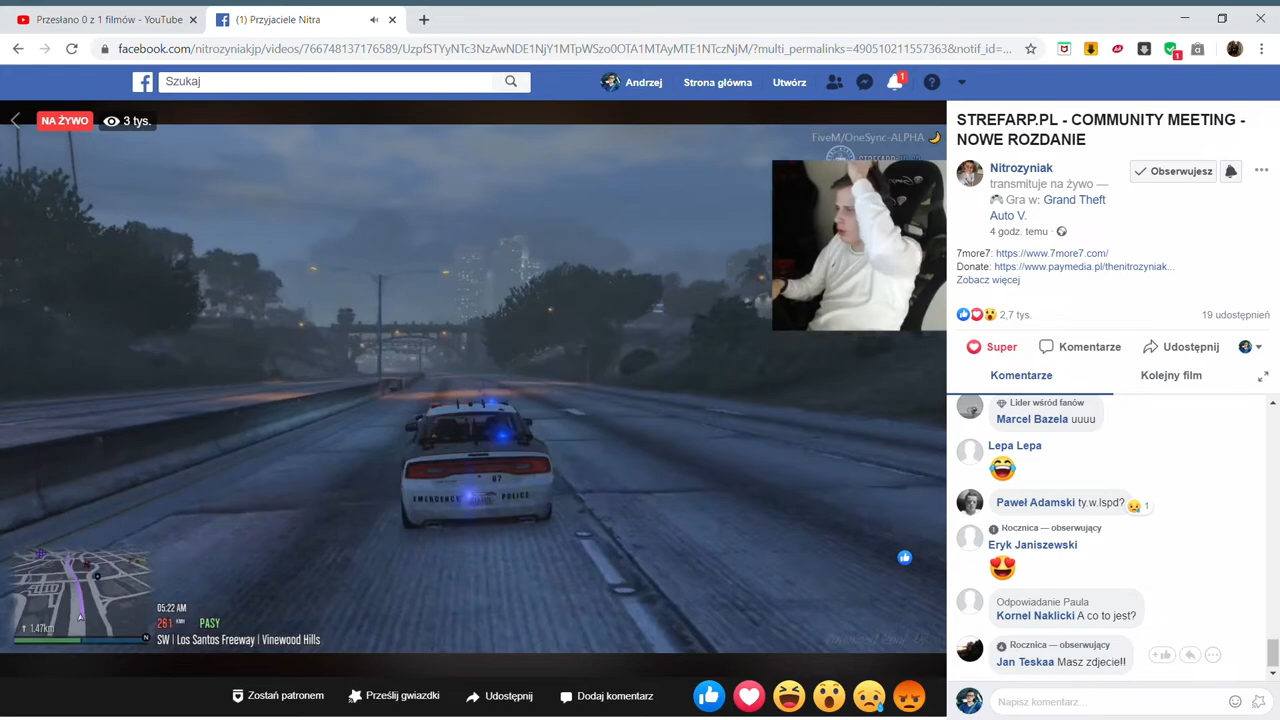 Przesłano 0 z 1 filmów - YouTube
(1) Przyjaciele Nitra
facebook.com/nitrozyniakjp/videos/766748137176589/UzpfSTYyNTc3NzAwNDE1NjY1MTpWSzo0OTA1MTAyMTE1NTczNjM/?multi_permalinks=490510211557363&notif_id=...
1
Szukaj
Andrzej
Strona główna
Utwórz
1
NA ŻYWO
3 tys.
FiveM/OneSync-ALPHA
87
EMERGENCY POLICE
1.47km
N
05:22 AM
261 KMH PASY
SW | Los Santos Freeway | Vinewood Hills
Zostań patronem
Prześlij gwiazdki
Udostępnij
Dodaj komentarz
STREFARP.PL - COMMUNITY MEETING -
NOWE ROZDANIE
Nitrozyniak
transmituje na żywo —
Gra w: Grand Theft
Auto V.
4 godz. temu ·
Obserwujesz
7more7: https://www.7more7.com/
Donate: https://www.paymedia.pl/thenitrozyniak...
Zobacz więcej
2,7 tys.
19 udostępnień
Super
Komentarze
Udostępnij
Komentarze
Kolejny film
Lider wśród fanów
Marcel Bazela uuuu
Lepa Lepa
Paweł Adamski ty.w.lspd?
1
Rocznica — obserwujący
Eryk Janiszewski
Odpowiadanie Paula
Kornel Naklicki A co to jest?
Rocznica — obserwujący
Jan Teskaa Masz zdjecie!!
Napisz komentarz...